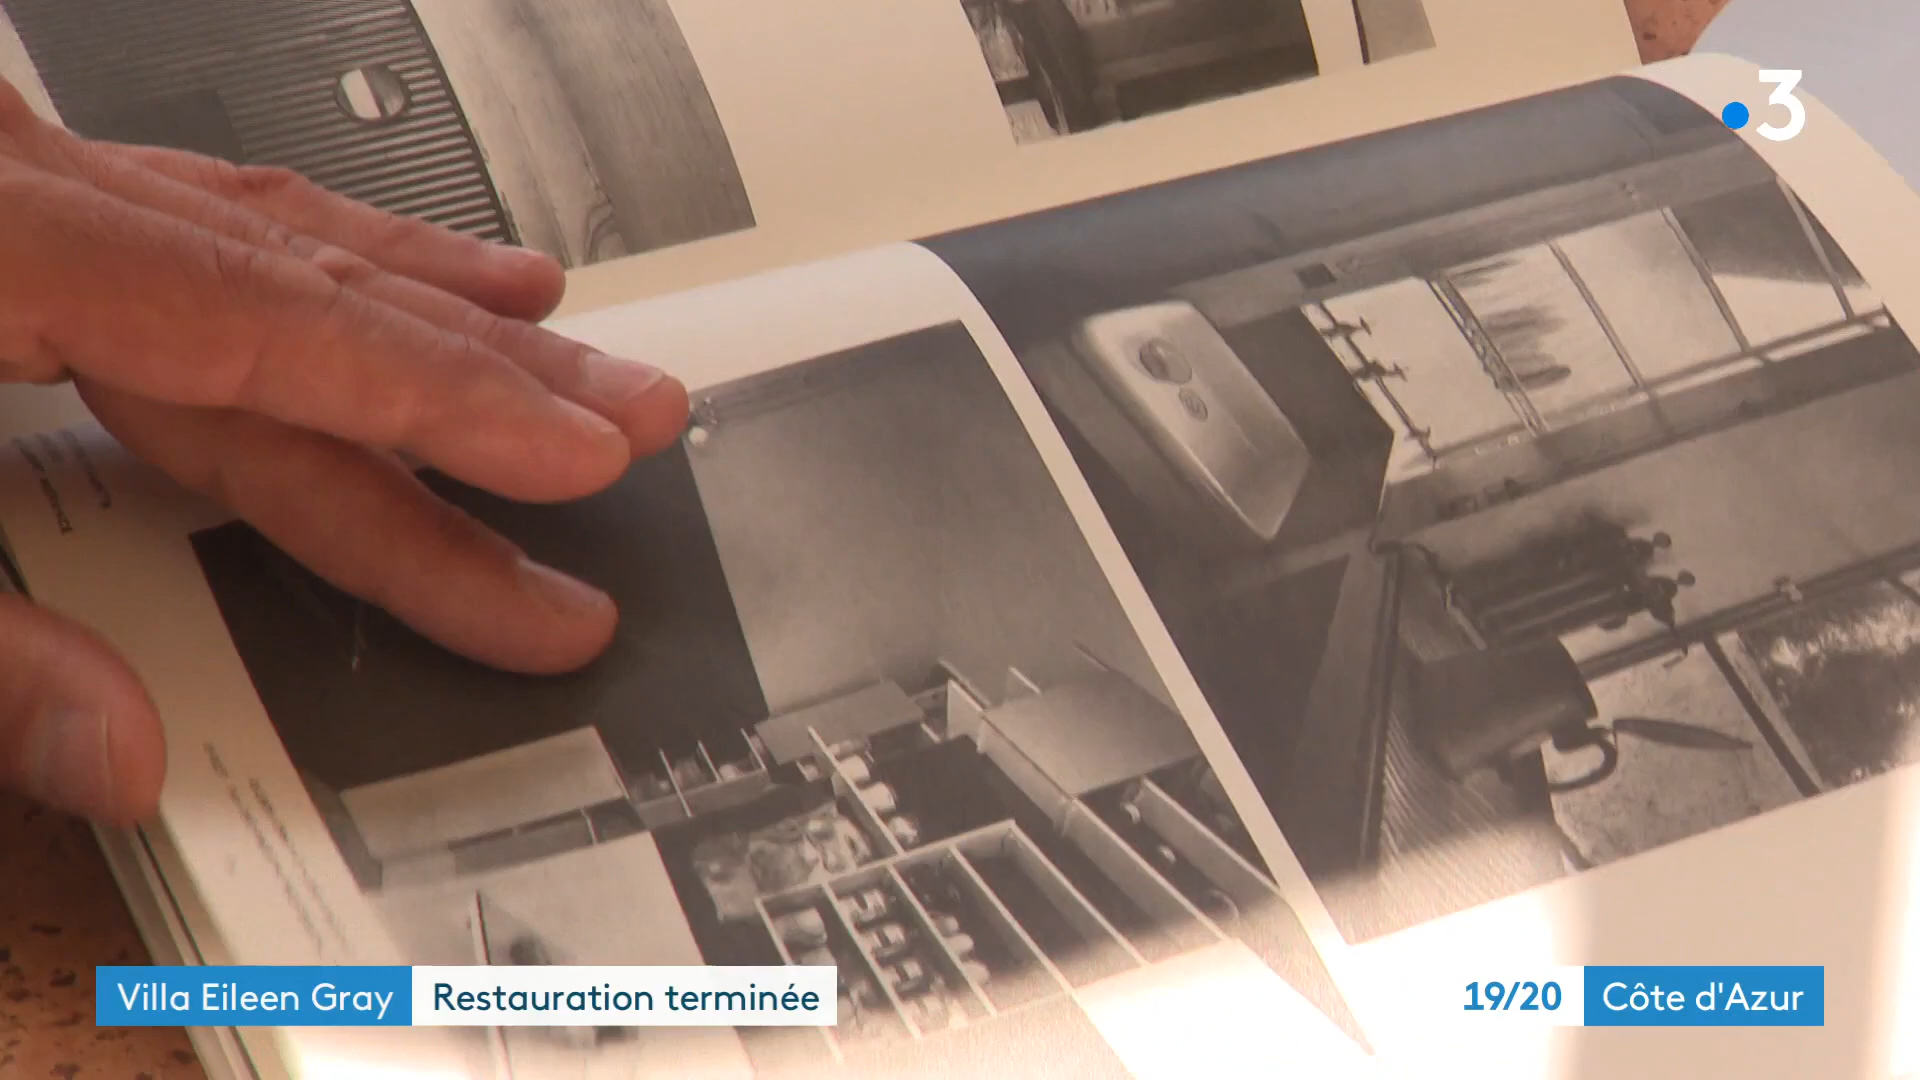 3
Villa Eileen Gray
Restauration terminée
19/20
Côte d'Azur